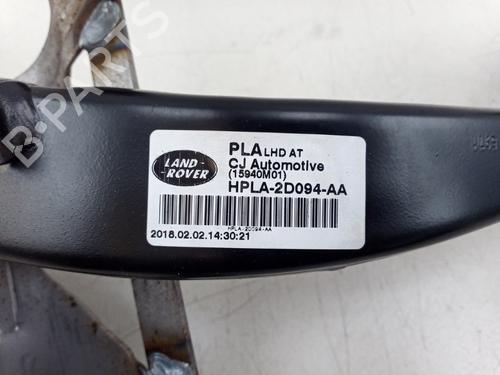 PLA LHD AT
CJ Automotive
(15940M01)
HPLA-2D094-AA
LAND-
-ROVER
HPLA-2D094-AA
2018.02.02.14:30:21